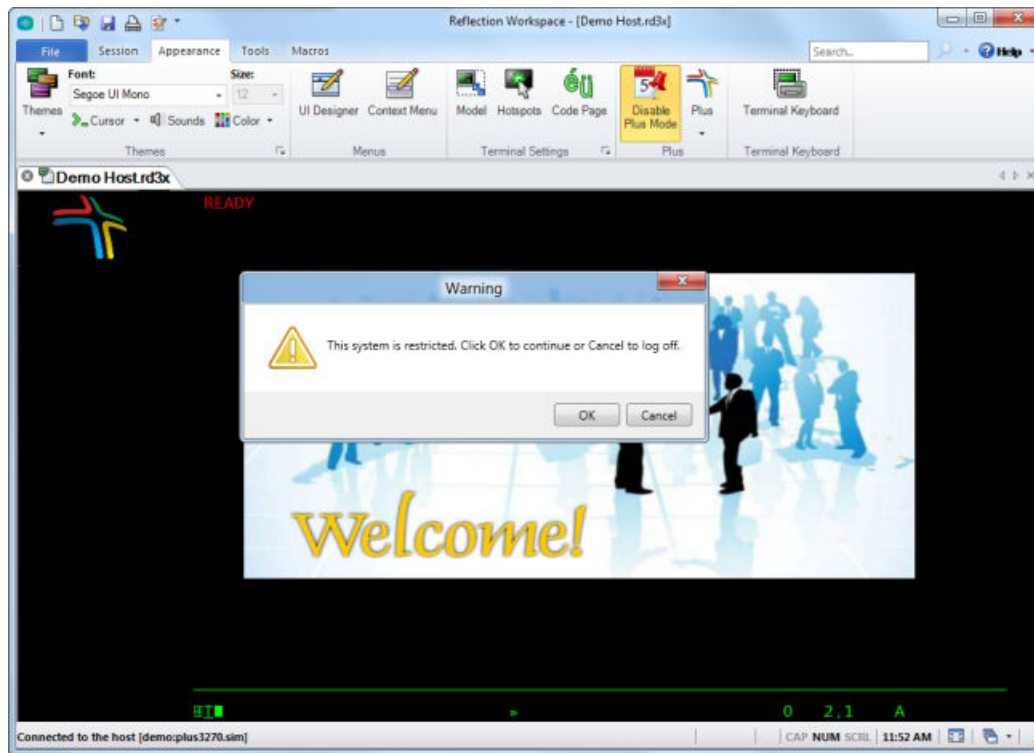 Reflection Workspace - [Demo Host.rd3x]
File Session Appearance Tools Macros Search... Help
Font: Size:
Segoe UI Mono 12
Themes Cursor Sounds Color
UI Designer Context Menu
Model Hotspots Code Page
Disable Plus Mode Plus
Terminal Keyboard
Themes Menus Terminal Settings Plus Terminal Keyboard
Demo Host.rd3x
READY
Warning
This system is restricted. Click OK to continue or Cancel to log off.
OK Cancel
Welcome!
0 2,1 A
Connected to the host [demo:plus3270.sim] CAP NUM SCRL 11:52 AM